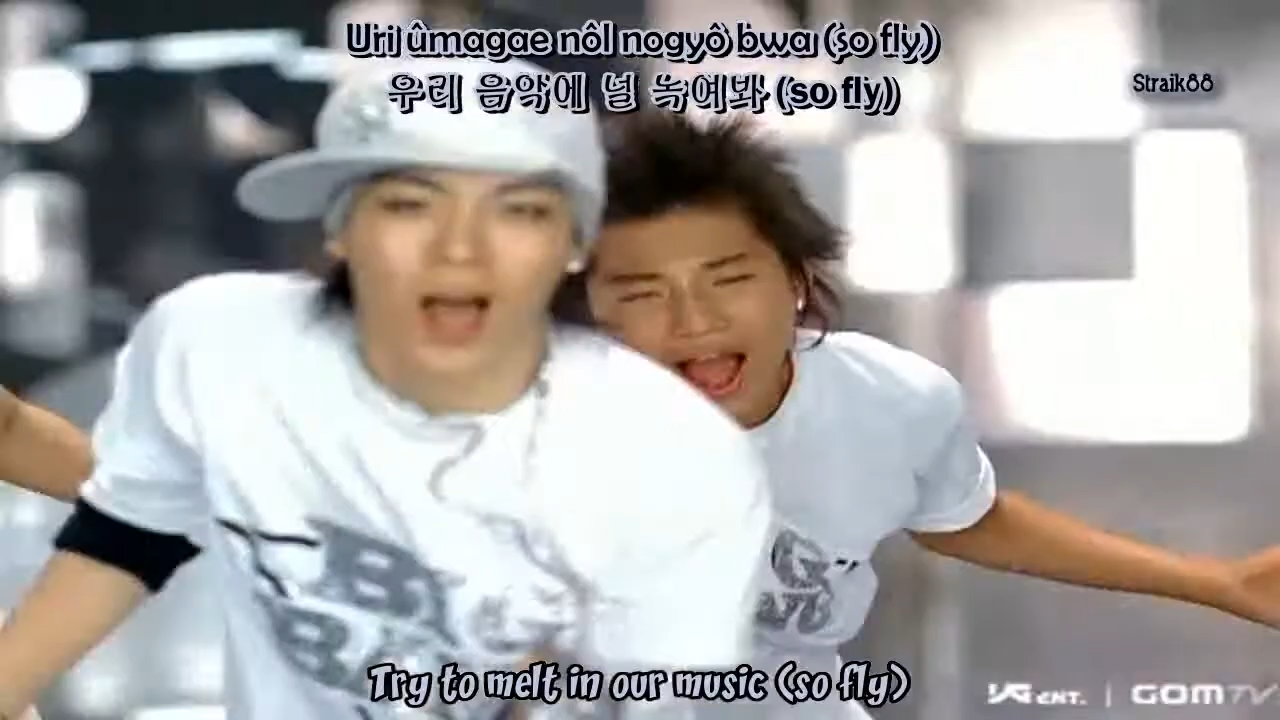 Uri ûmagae nôl nogyô bwa (so fly)
우리 음악에 널 녹여봐 (so fly)
Straik88
B
G
B
Try to melt in our music (so fly)
YG ENT. | GOMTV